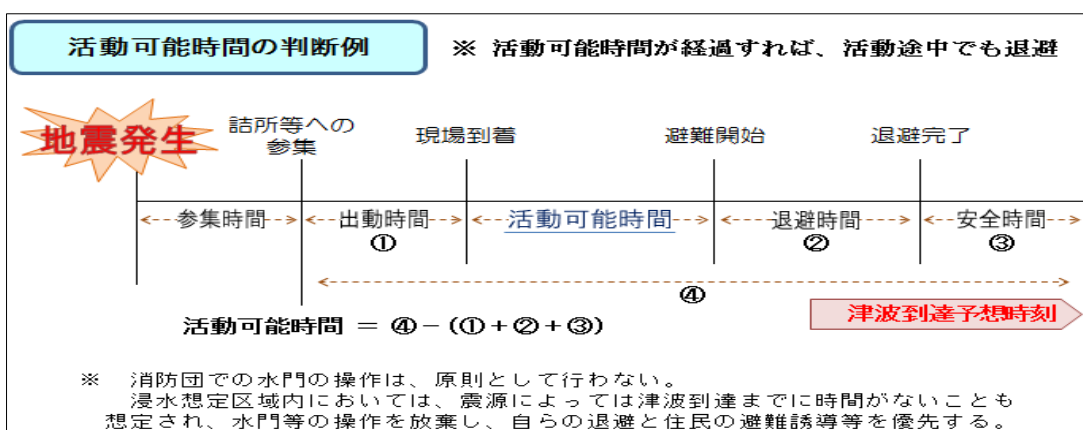 活動可能時間の判断例
※ 活動可能時間が経過すれば、活動途中でも退避
地震発生
詰所等への
参集
現場到着
避難開始
退避完了
参集時間
出動時間
①
活動可能時間
退避時間
②
安全時間
③
④
津波到達予想時刻
活動可能時間 = ④-(①+②+③)
※ 消防団での水門の操作は、原則として行わない。
浸水想定区域内においては、震源によっては津波到達までに時間がないことも
想定され、水門等の操作を放棄し、自らの退避と住民の避難誘導等を優先する。